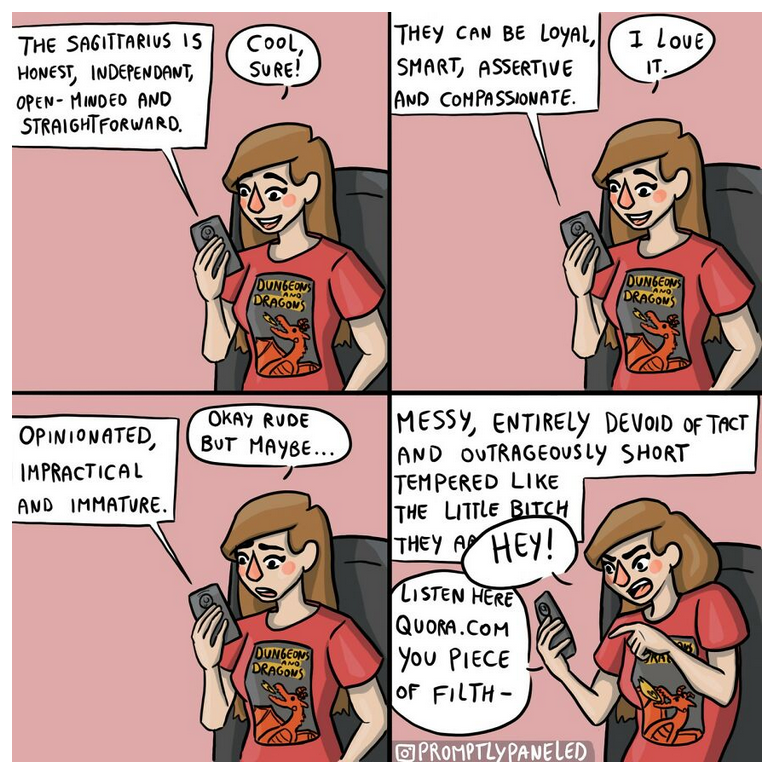 THE SAGITTARIUS IS
HONEST, INDEPENDANT,
OPEN-MINDED AND
STRAIGHTFORWARD.
COOL,
SURE!
DUNGEONS
AND
DRAGONS
THEY CAN BE LOYAL,
SMART, ASSERTIVE
AND COMPASSIONATE.
I LOVE
IT.
DUNGEONS
AND
DRAGONS
OPINIONATED,
IMPRACTICAL
AND IMMATURE.
OKAY RUDE
BUT MAYBE...
DUNGEONS
AND
DRAGONS
MESSY, ENTIRELY DEVOID OF TACT
AND OUTRAGEOUSLY SHORT
TEMPERED LIKE
THE LITTLE BITCH
THEY
HEY!
LISTEN HERE
QUORA.COM
YOU PIECE
OF FILTH-
PROMPTLYPANELED